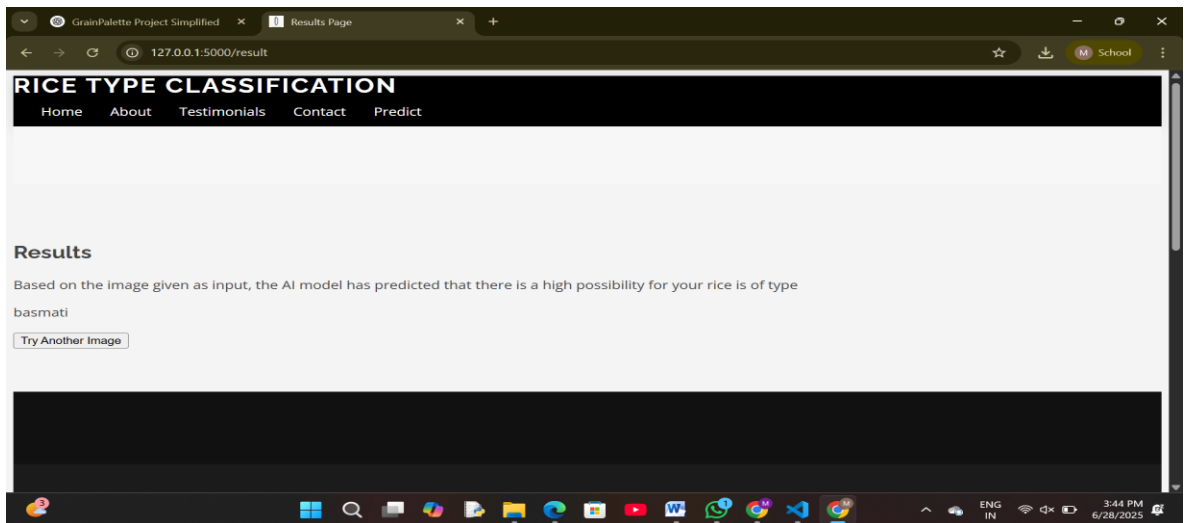 GrainPalette Project Simplified
Results Page
127.0.0.1:5000/result
M School
RICE TYPE CLASSIFICATION
Home About Testimonials Contact Predict
Results
Based on the image given as input, the AI model has predicted that there is a high possibility for your rice is of type
basmati
Try Another Image
3
ENG
IN
3:44 PM
6/28/2025